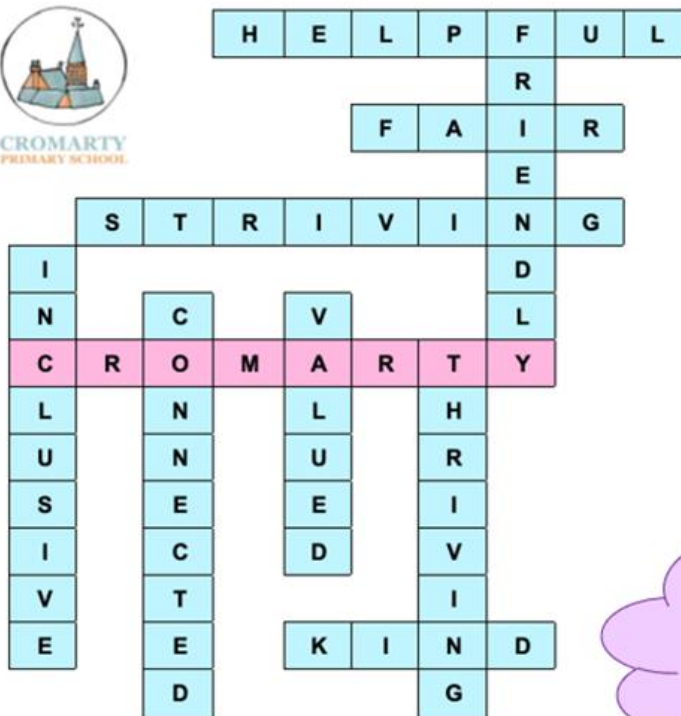 CROMARTY
PRIMARY SCHOOL
HELPFUL
FRIENDLY
FAIR
STRIVING
INCLUSIVE
CONNECTED
VALUED
CROMARTY
THRIVING
KIND